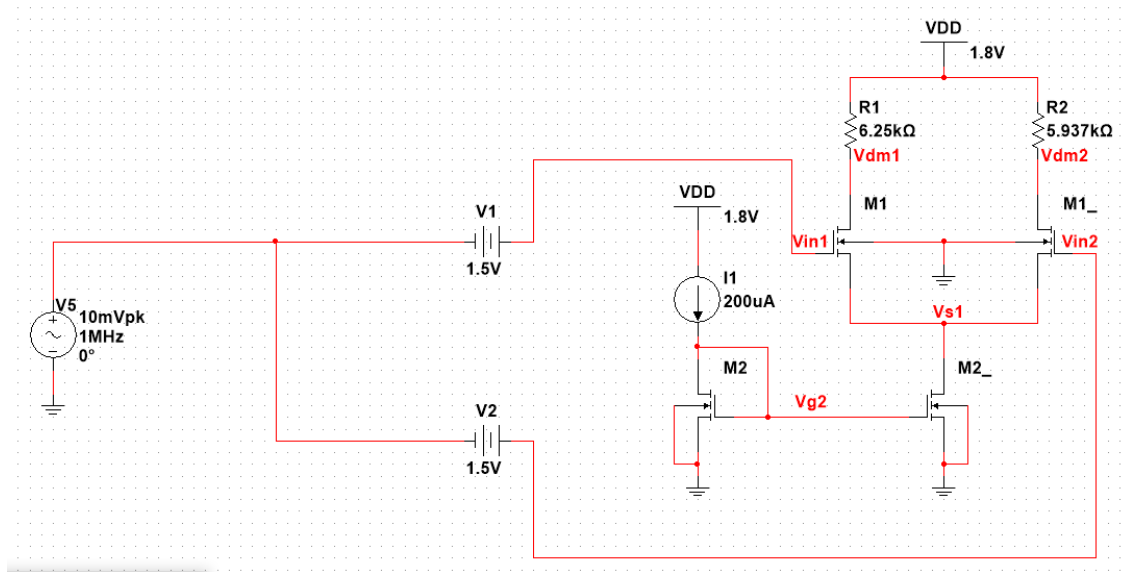 VDD
1.8V
R1
6.25kΩ
Vdm1
R2
5.937kΩ
Vdm2
M1
M1_
Vin1
Vin2
VDD
1.8V
V1
1.5V
I1
200uA
Vs1
V5
10mVpk
1MHz
0°
M2
M2_
Vg2
V2
1.5V